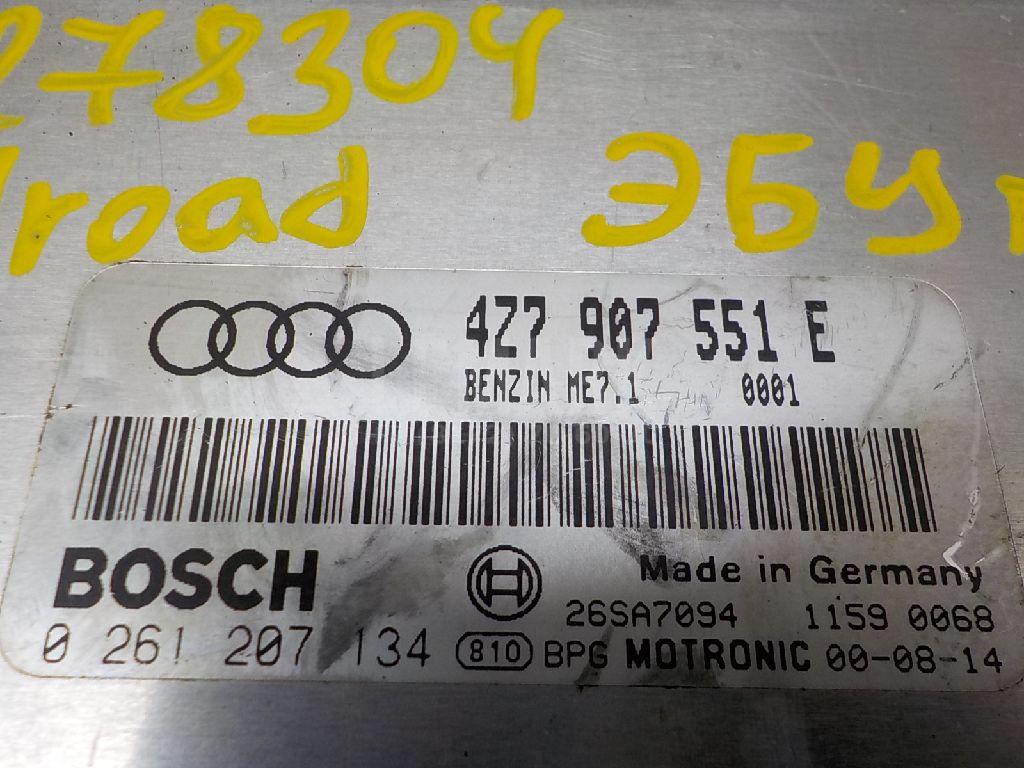 278304
lroad ЭБУ
4Z7 907 551 E
BENZIN ME7.1 0001
BOSCH
Made in Germany
26SA7094 1159 0068
0 261 207 134 810 BPG MOTRONIC 00-08-14